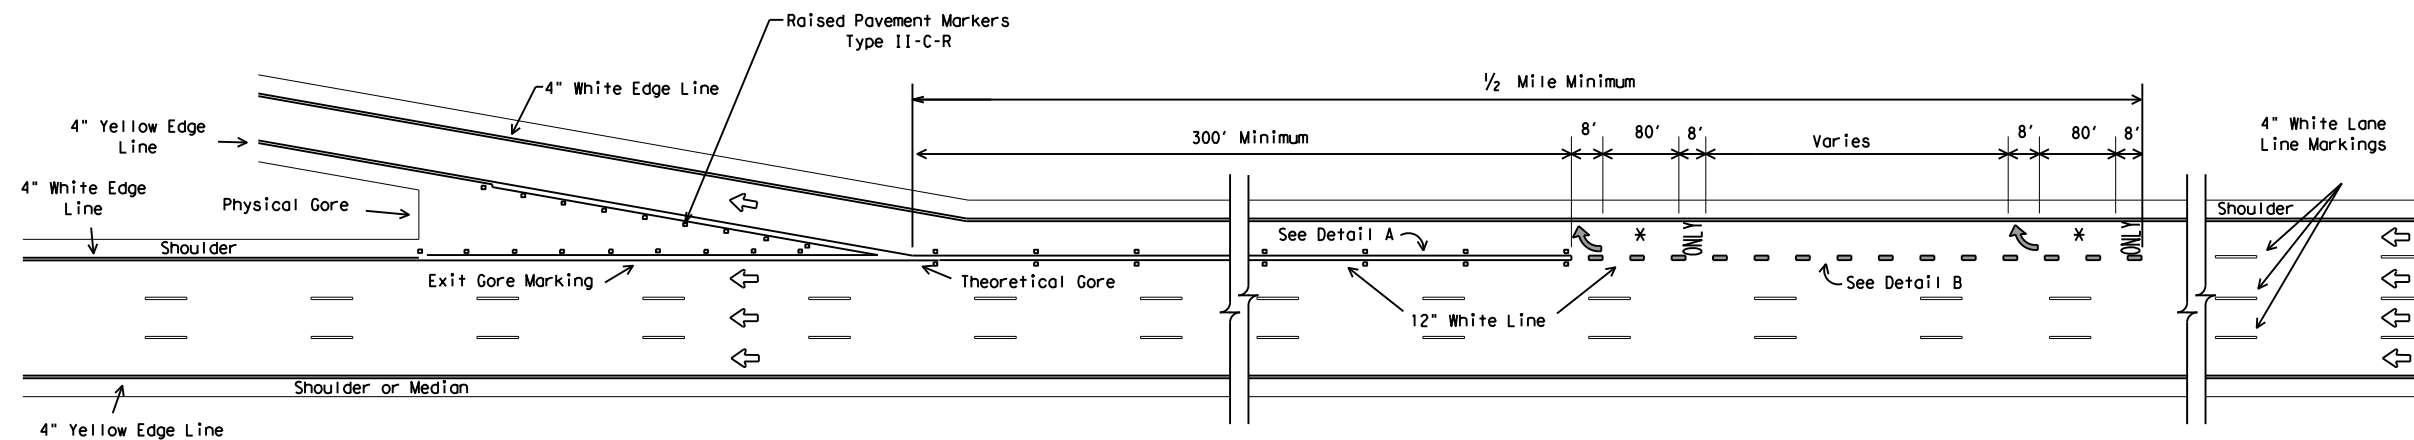 Raised Pavement Markers
Type II-C-R
4" White Edge Line
½ Mile Minimum
4" Yellow Edge
Line
300' Minimum
8'
80'
8'
Varies
8'
80'
8'
4" White Lane
Line Markings
4" White Edge
Line
Physical Gore
Shoulder
Shoulder
See Detail A
*
ONLY
*
ONLY
Exit Gore Marking
Theoretical Gore
See Detail B
12" White Line
Shoulder or Median
4" Yellow Edge Line